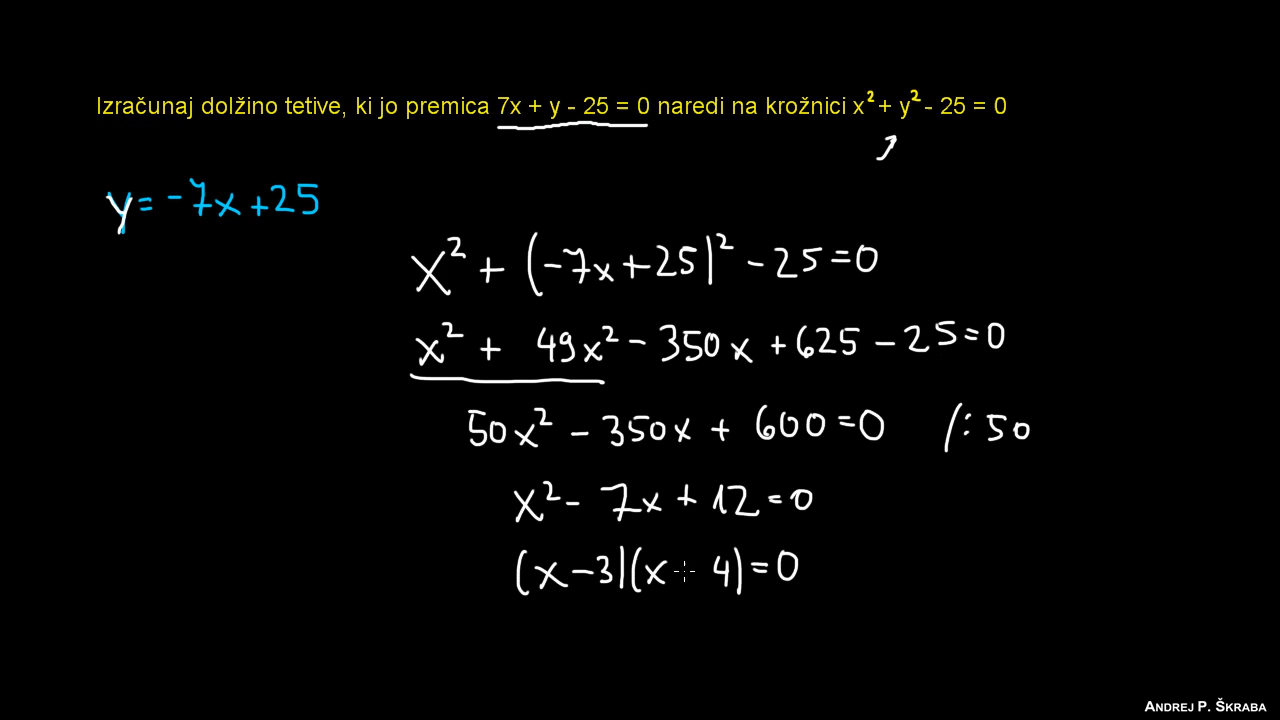 Izračunaj dolžino tetive, ki jo premica 7x + y - 25 = 0 naredi na krožnici x² + y² - 25 = 0
y = -7x + 25
x² + (-7x + 25)² - 25 = 0
x² + 49x² - 350x + 625 - 25 = 0
50x² - 350x + 600 = 0 /: 50
x² - 7x + 12 = 0
(x - 3)(x - 4) = 0
ANDREJ P. ŠKRABA